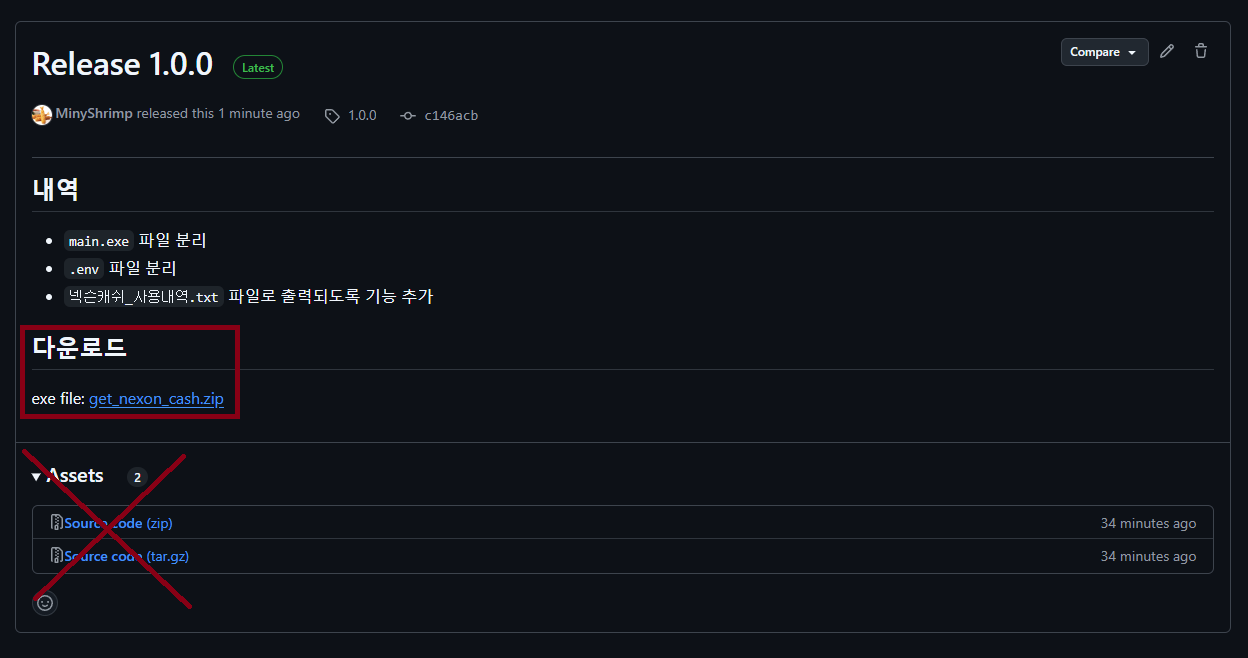 Release 1.0.0 Latest
Compare
MinyShrimp released this 1 minute ago 1.0.0 c146acb
내역
main.exe 파일 분리
.env 파일 분리
넥슨캐쉬_사용내역.txt 파일로 출력되도록 기능 추가
다운로드
exe file: get_nexon_cash.zip
Assets 2
Source code (zip) 34 minutes ago
Source code (tar.gz) 34 minutes ago